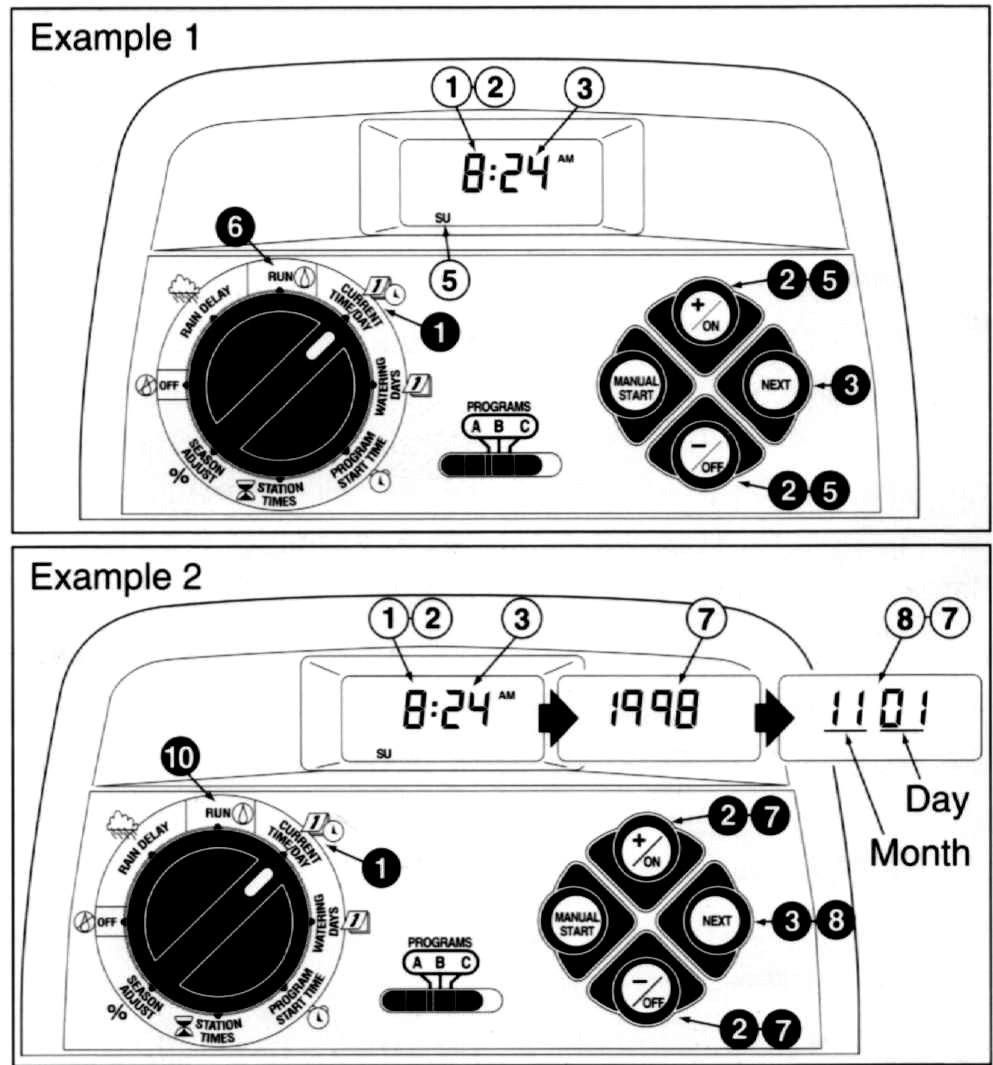 Example 1
1 2 3
8:24 AM
SU
5
6
RUN
CURRENT
TIME/DAY
1
WATERING
DAYS
PROGRAM
START TIME
STATION
TIMES
SEASON
ADJUST
%
OFF
RAIN DELAY
PROGRAMS
A B C
+
ON
2 5
MANUAL
START
NEXT
3
−
OFF
2 5
Example 2
1 2 3 7 8 7
8:24 AM
SU
1998
11 01
Day
Month
10
RUN
CURRENT
TIME/DAY
1
WATERING
DAYS
PROGRAM
START TIME
STATION
TIMES
SEASON
ADJUST
%
OFF
RAIN DELAY
PROGRAMS
A B C
+
ON
2 7
MANUAL
START
NEXT
3 8
−
OFF
2 7